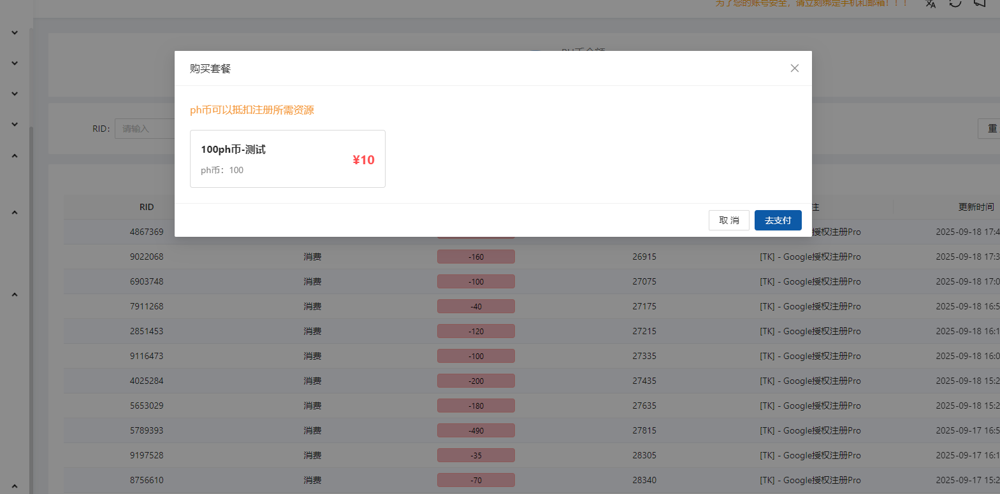 为了您的账号安全，请立刻绑定手机和邮箱！！！
购买套餐
ph币可以抵扣注册所需资源
RID：
请输入
重
100ph币-测试
¥10
ph币：100
取 消
去支付
RID
注
更新时间
4867369
授权注册Pro
2025-09-18 17:4
9022068
消费
-160
26915
[TK] - Google授权注册Pro
2025-09-18 17:3
6903748
消费
-100
27075
[TK] - Google授权注册Pro
2025-09-18 17:0
7911268
消费
-40
27175
[TK] - Google授权注册Pro
2025-09-18 16:5
2851453
消费
-120
27215
[TK] - Google授权注册Pro
2025-09-18 16:1
9116473
消费
-100
27335
[TK] - Google授权注册Pro
2025-09-18 16:0
4025284
消费
-200
27435
[TK] - Google授权注册Pro
2025-09-18 15:2
5653029
消费
-180
27635
[TK] - Google授权注册Pro
2025-09-18 15:2
5789393
消费
-490
27815
[TK] - Google授权注册Pro
2025-09-17 16:5
9197528
消费
-35
28305
[TK] - Google授权注册Pro
2025-09-17 16:1
8756610
消费
-70
28340
[TK] - Google授权注册Pro
2025-09-17 15:2